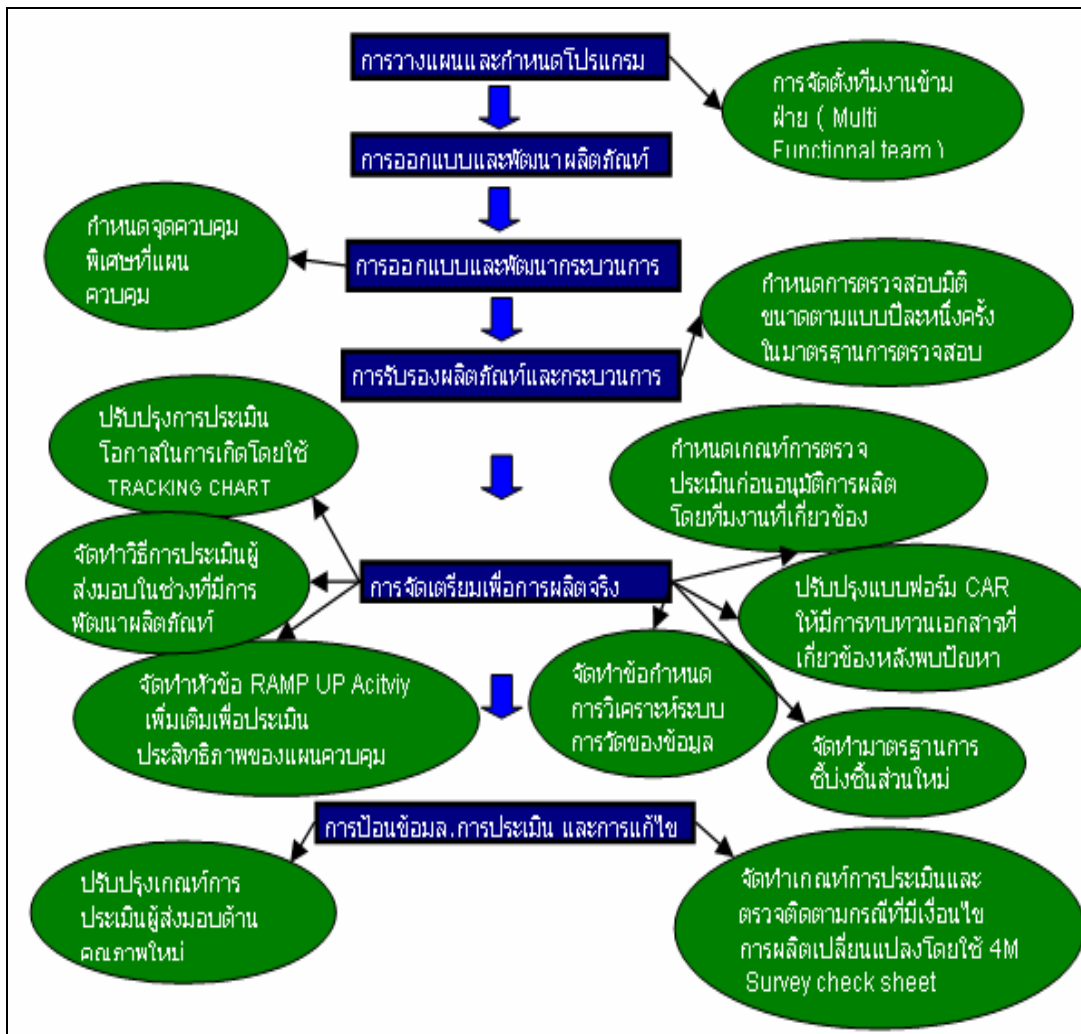 การวางแผนและกำหนดโปรแกรม
การจัดตั้งทีมงานข้าม
ฝ่าย ( Multi
Functional team )
การออกแบบและพัฒนาผลิตภัณฑ์
กำหนดจุดควบคุม
พิเศษที่แผน
ควบคุม
การออกแบบและพัฒนากระบวนการ
กำหนดการตรวจสอบมิติ
ขนาดตามแบบปีละหนึ่งครั้ง
ในมาตรฐานการตรวจสอบ
การรับรองผลิตภัณฑ์และกระบวนการ
ปรับปรุงการประเมิน
โอกาสในการเกิดโดยใช้
TRACKING CHART
กำหนดเกณฑ์การตรวจ
ประเมินก่อนอนุมัติการผลิต
โดยทีมงานที่เกี่ยวข้อง
จัดทำวิธีการประเมินผู้
ส่งมอบในช่วงที่มีการ
พัฒนาผลิตภัณฑ์
การจัดเตรียมเพื่อการผลิตจริง
ปรับปรุงแบบฟอร์ม CAR
ให้มีการทบทวนเอกสารที่
เกี่ยวข้องหลังพบปัญหา
จัดทำหัวข้อ RAMP UP Acitviy
เพิ่มเติมเพื่อประเมิน
ประสิทธิภาพของแผนควบคุม
จัดทำข้อกำหนด
การวิเคราะห์ระบบ
การวัดของข้อมูล
จัดทำมาตรฐานการ
ชี้บ่งชิ้นส่วนใหม่
การป้อนข้อมูล.การประเมิน และการแก้ไข
ปรับปรุงเกณฑ์การ
ประเมินผู้ส่งมอบด้าน
คุณภาพใหม่
จัดทำเกณฑ์การประเมินและ
ตรวจติดตามกรณีที่มีเงื่อนไข
การผลิตเปลี่ยนแปลงโดยใช้ 4M
Survey check sheet